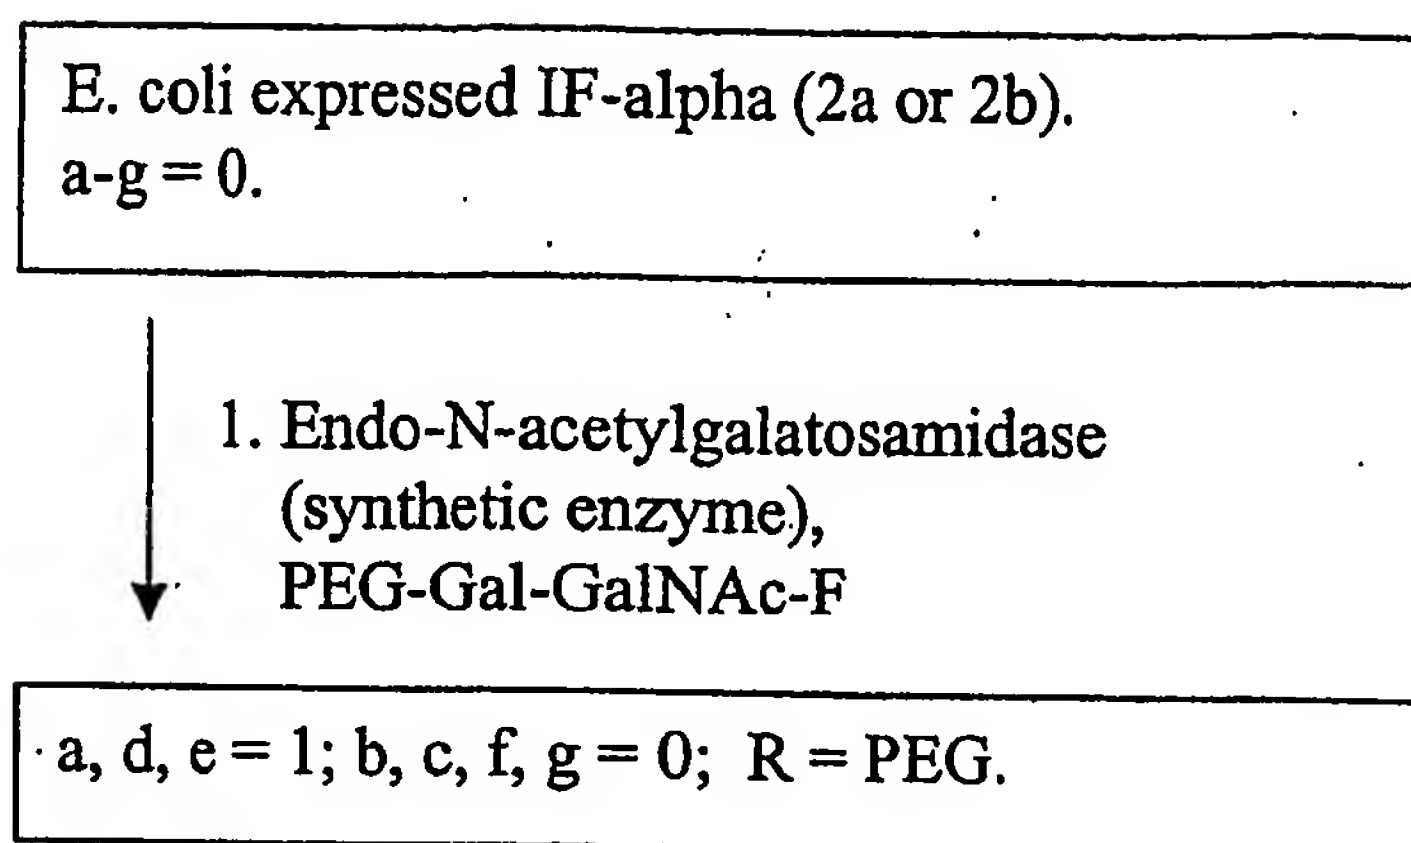 E. coli expressed IF-alpha (2a or 2b).
a-g = 0.
1. Endo-N-acetylgalatosamidase
(synthetic enzyme),
PEG-Gal-GalNAc-F
a, d, e = 1; b, c, f, g = 0; R = PEG.